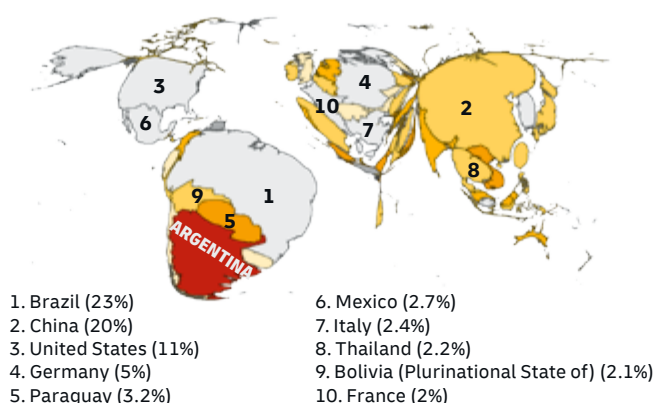 3
4
10
2
6
7
8
9
1
5
ARGENTINA
1. Brazil (23%)
2. China (20%)
3. United States (11%)
4. Germany (5%)
5. Paraguay (3.2%)
6. Mexico (2.7%)
7. Italy (2.4%)
8. Thailand (2.2%)
9. Bolivia (Plurinational State of) (2.1%)
10. France (2%)